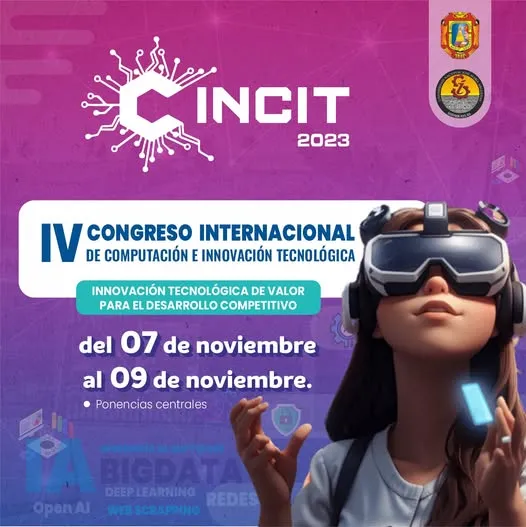 CINCIT
2023
IV CONGRESO INTERNACIONAL
DE COMPUTACIÓN E INNOVACIÓN TECNOLÓGICA
INNOVACIÓN TECNOLÓGICA DE VALOR
PARA EL DESARROLLO COMPETITIVO
del 07 de noviembre
al 09 de noviembre.
• Ponencias centrales
IA
BIGDATA
Open AI
DEEP LEARNING
REDES
WEB SCRAPINNG